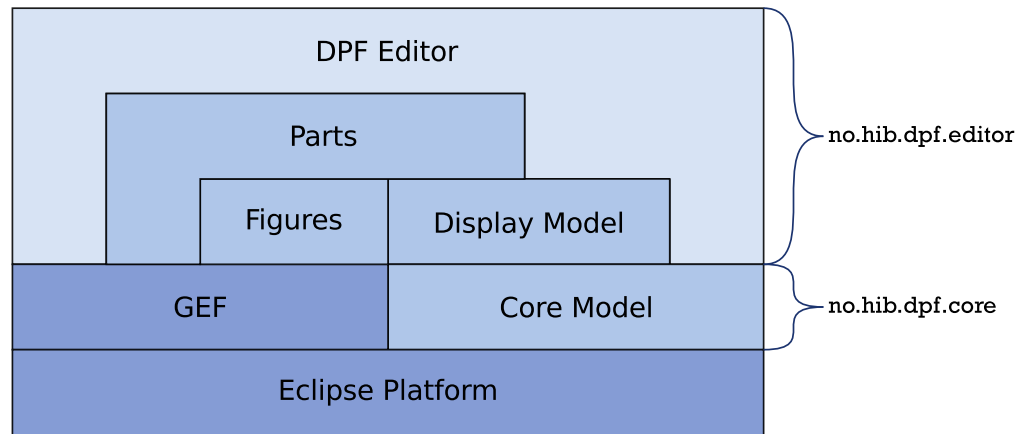 DPF Editor
Parts
no.hib.dpf.editor
Figures
Display Model
GEF
Core Model
no.hib.dpf.core
Eclipse Platform